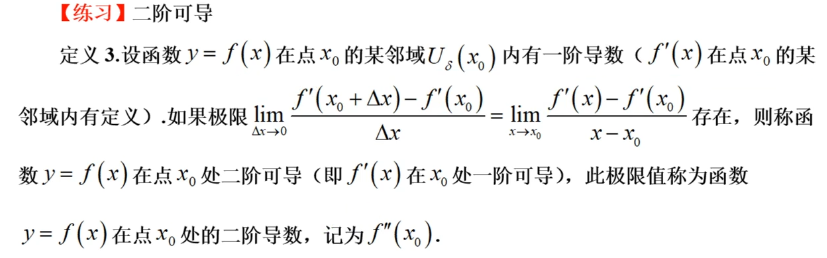 【练习】二阶可导
定义 3.设函数 y = f(x) 在点 x₀ 的某邻域 U_δ(x₀) 内有一阶导数（ f′(x) 在点 x₀ 的某
邻域内有定义）.如果极限 lim_{Δx→0} \frac{f′(x₀ + Δx) − f′(x₀)}{Δx} = lim_{x→x₀} \frac{f′(x) − f′(x₀)}{x − x₀} 存在，则称函
数 y = f(x) 在点 x₀ 处二阶可导（即 f′(x) 在 x₀ 处一阶可导），此极限值称为函数
y = f(x) 在点 x₀ 处的二阶导数，记为 f″(x₀).